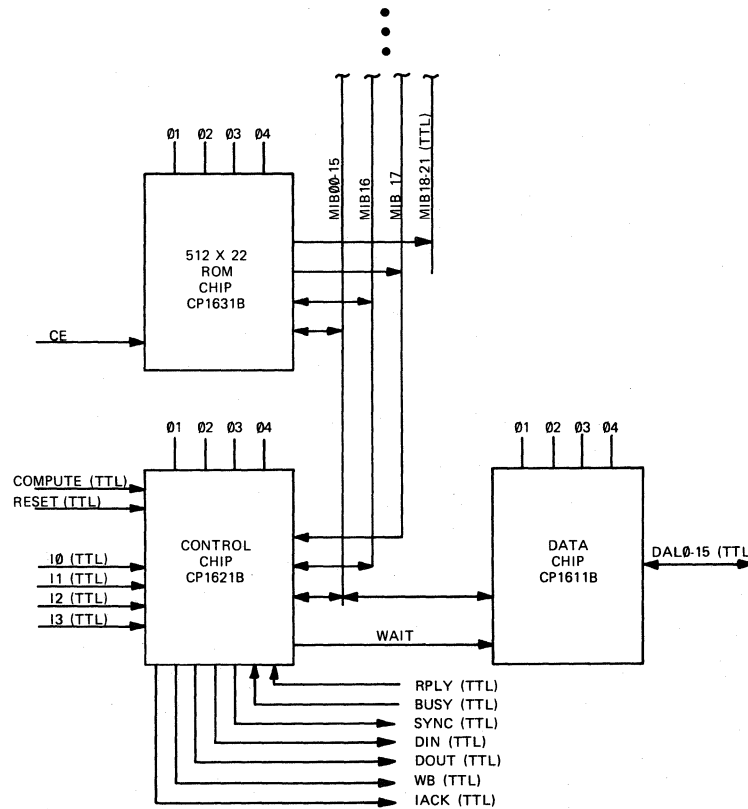 MIB00-15
MIB16
MIB 17
MIB18-21 (TTL)
Ø1 Ø2 Ø3 Ø4
512 X 22
ROM
CHIP
CP1631B
CE
Ø1 Ø2 Ø3 Ø4
COMPUTE (TTL)
RESET (TTL)
IØ (TTL)
I1 (TTL)
I2 (TTL)
I3 (TTL)
CONTROL
CHIP
CP1621B
WAIT
Ø1 Ø2 Ø3 Ø4
DATA
CHIP
CP1611B
DALØ-15 (TTL
RPLY (TTL)
BUSY (TTL)
SYNC (TTL)
DIN (TTL)
DOUT (TTL)
WB (TTL)
IACK (TTL)